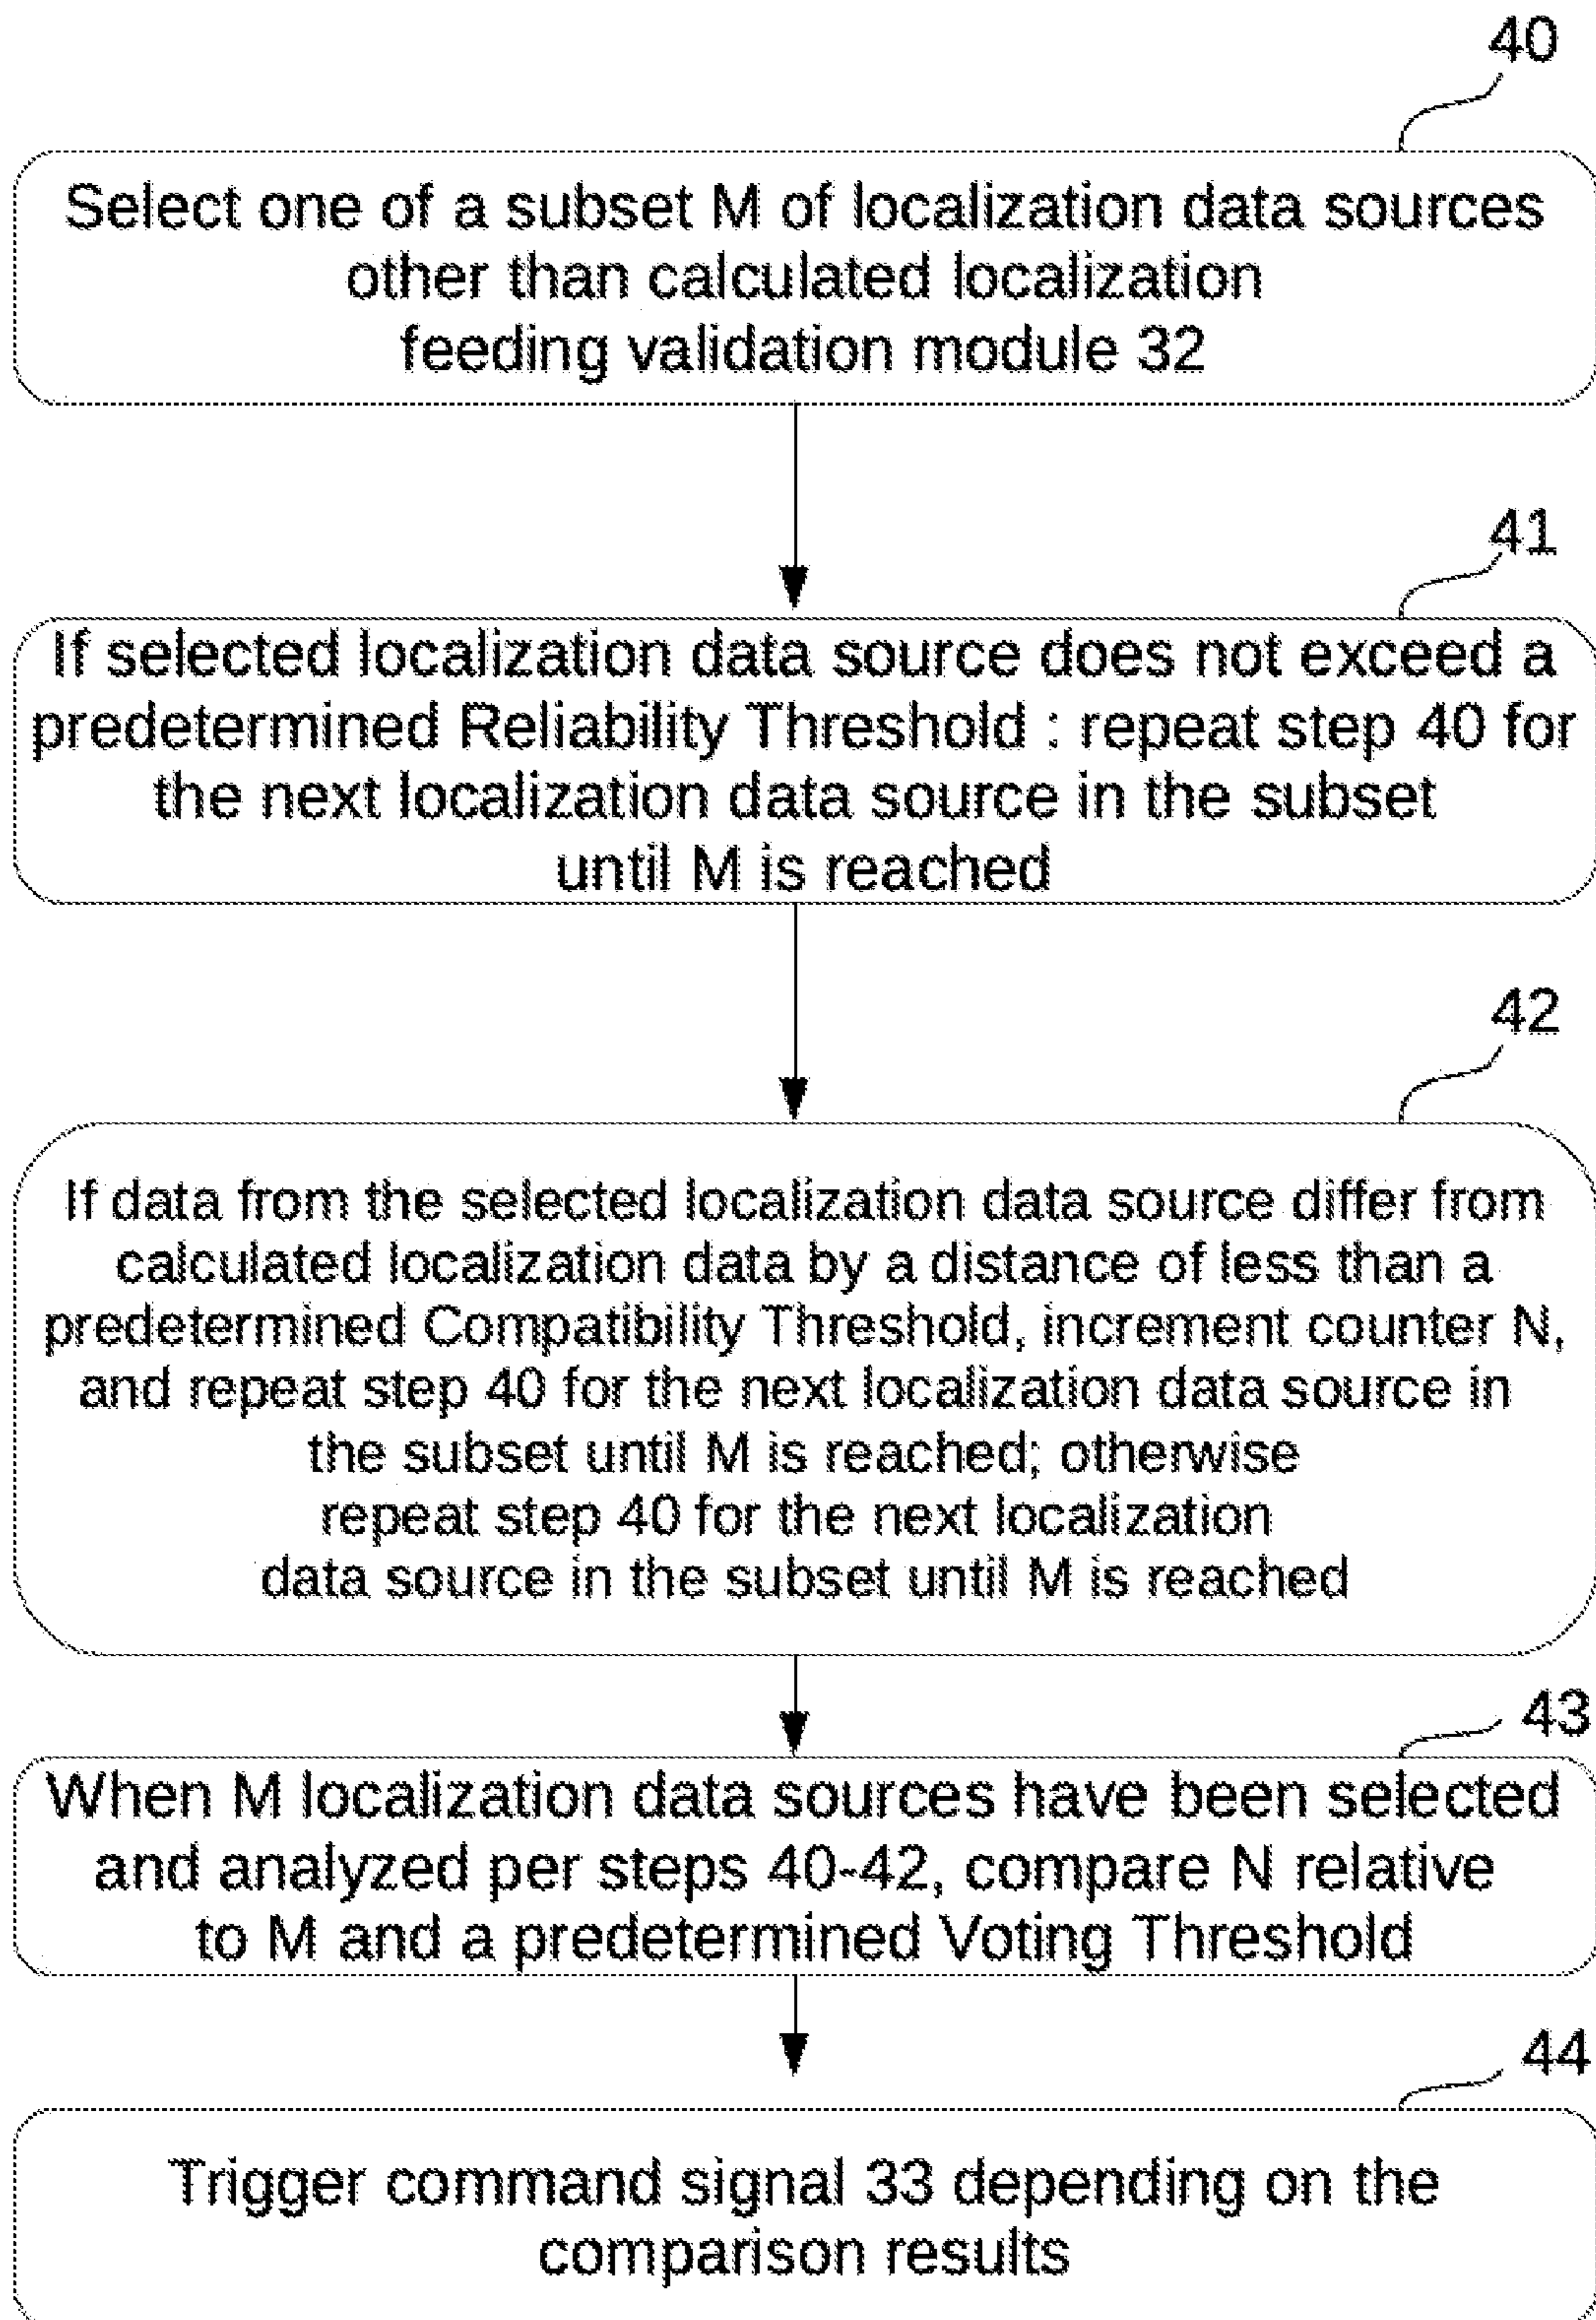 40
Select one of a subset M of localization data sources
other than calculated localization
feeding validation module 32
41
If selected localization data source does not exceed a
predetermined Reliability Threshold : repeat step 40 for
the next localization data source in the subset
until M is reached
42
If data from the selected localization data source differ from
calculated localization data by a distance of less than a
predetermined Compatibility Threshold, increment counter N,
and repeat step 40 for the next localization data source in
the subset until M is reached; otherwise
repeat step 40 for the next localization
data source in the subset until M is reached
43
When M localization data sources have been selected
and analyzed per steps 40-42, compare N relative
to M and a predetermined Voting Threshold
44
Trigger command signal 33 depending on the
comparison results